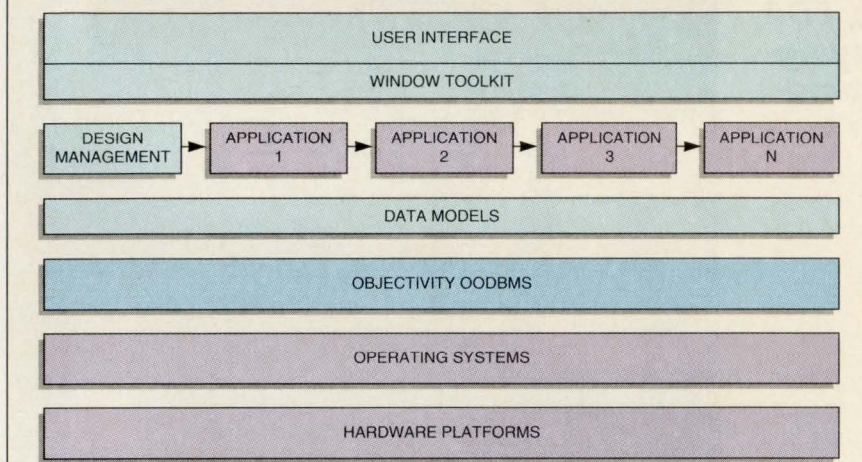 USER INTERFACE
WINDOW TOOLKIT
DESIGN
MANAGEMENT
APPLICATION
1
APPLICATION
2
APPLICATION
3
APPLICATION
N
DATA MODELS
OBJECTIVITY OODBMS
OPERATING SYSTEMS
HARDWARE PLATFORMS